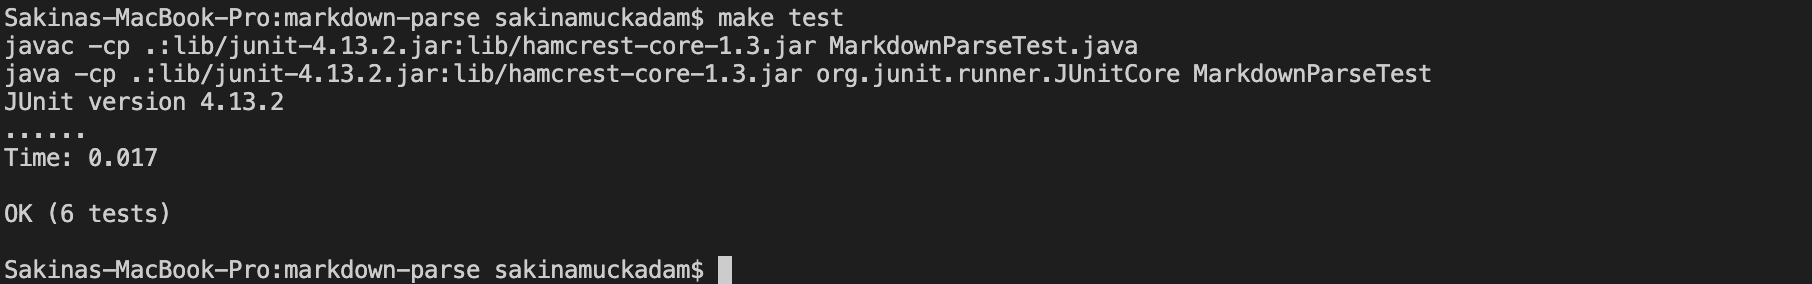 Sakinas-MacBook-Pro:markdown-parse sakinamuckadam$ make test
javac -cp .:lib/junit-4.13.2.jar:lib/hamcrest-core-1.3.jar MarkdownParseTest.java
java -cp .:lib/junit-4.13.2.jar:lib/hamcrest-core-1.3.jar org.junit.runner.JUnitCore MarkdownParseTest
JUnit version 4.13.2
......
Time: 0.017
OK (6 tests)
Sakinas-MacBook-Pro:markdown-parse sakinamuckadam$